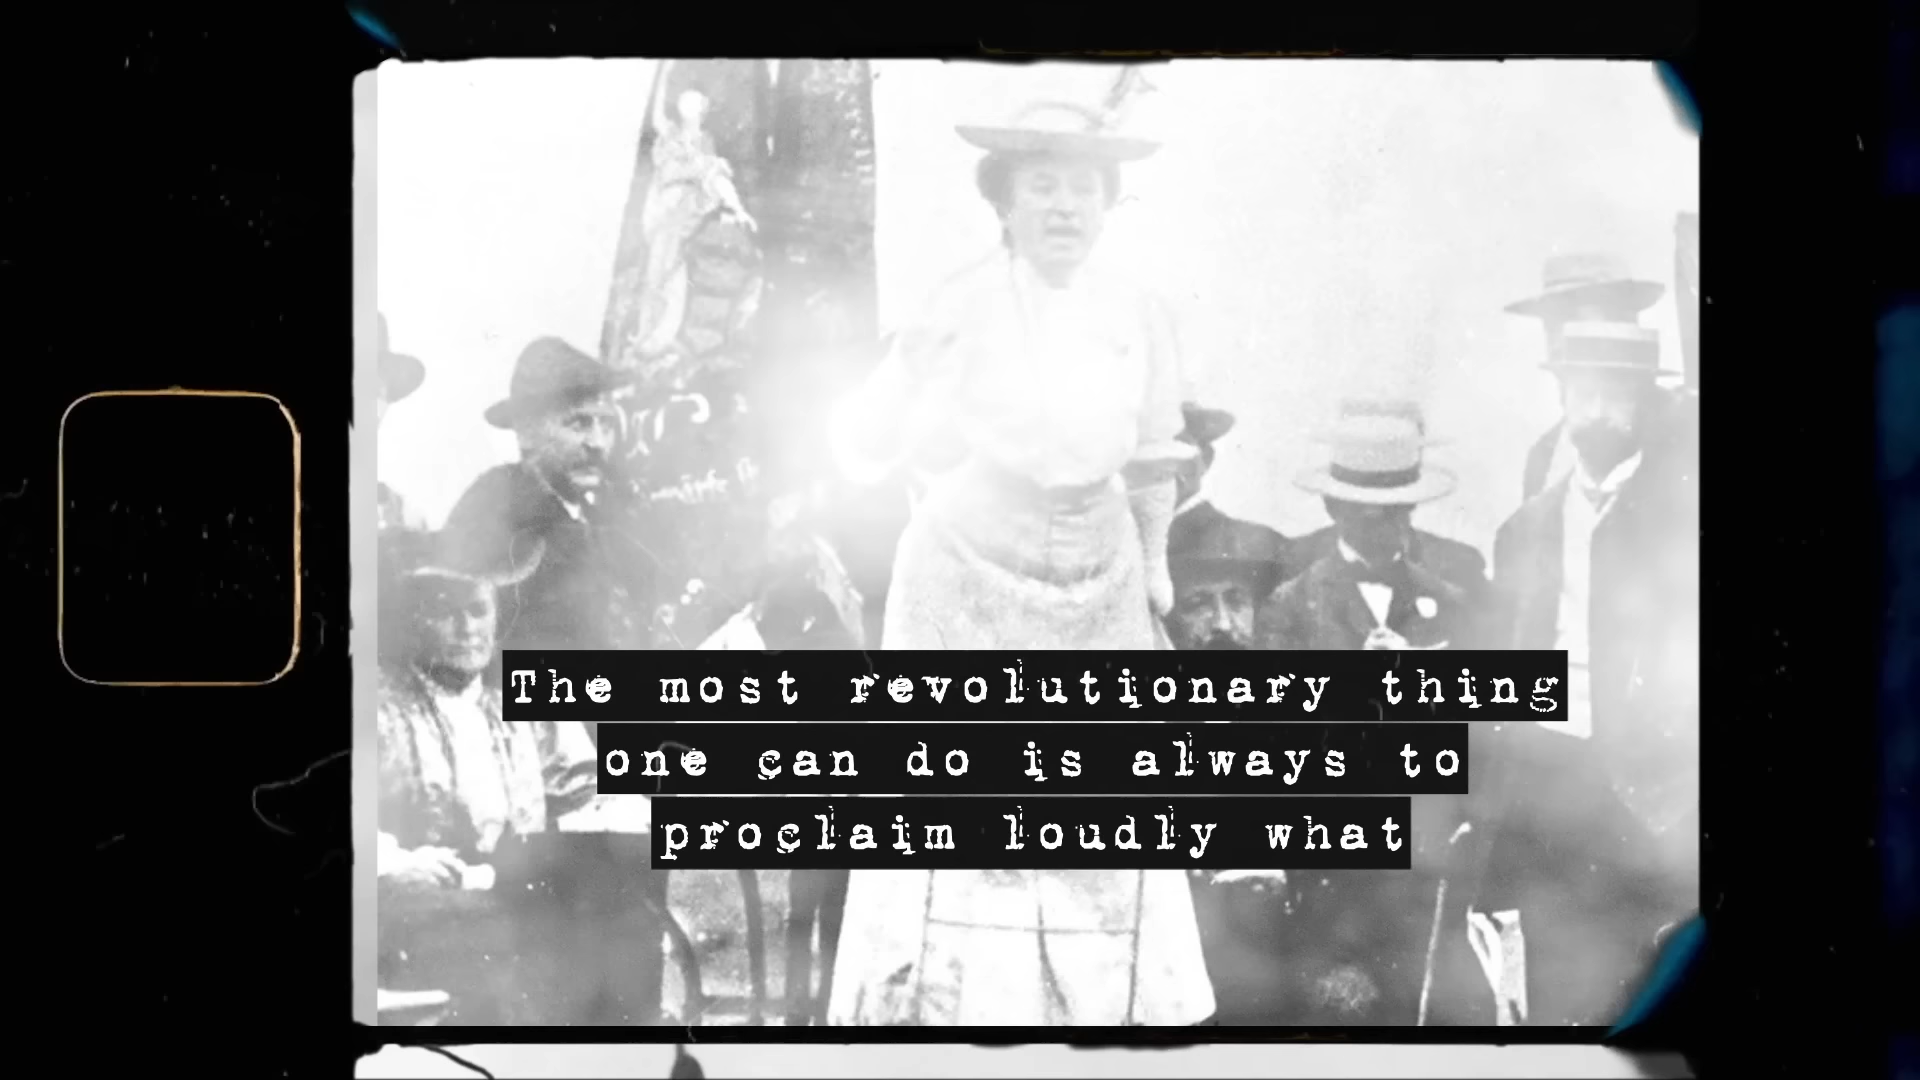 The most revolutionary thing
one can do is always to
proclaim loudly what